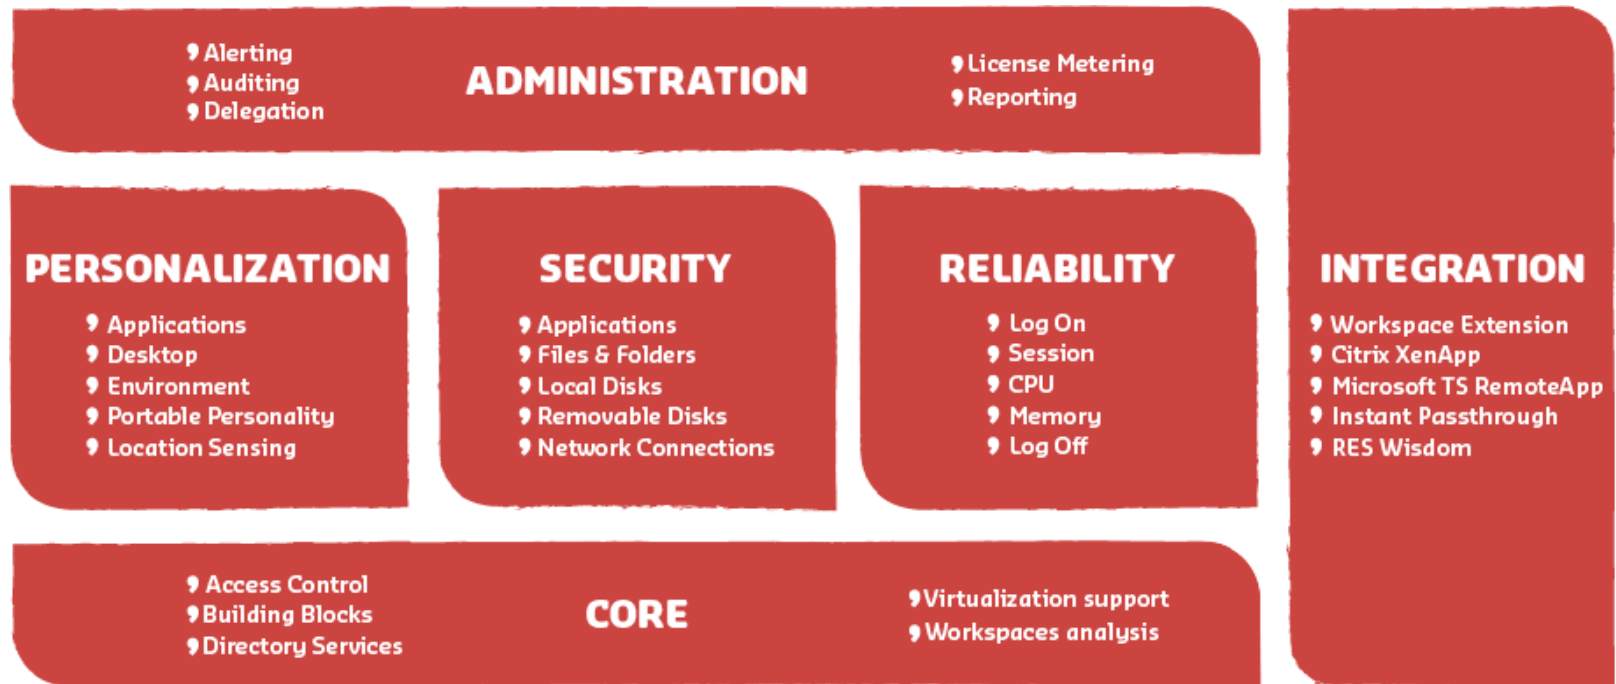 Alerting
Auditing
Delegation
ADMINISTRATION
License Metering
Reporting
PERSONALIZATION
Applications
Desktop
Environment
Portable Personality
Location Sensing
SECURITY
Applications
Files & Folders
Local Disks
Removable Disks
Network Connections
RELIABILITY
Log On
Session
CPU
Memory
Log Off
INTEGRATION
Workspace Extension
Citrix XenApp
Microsoft TS RemoteApp
Instant Passthrough
RES Wisdom
Access Control
Building Blocks
Directory Services
CORE
Virtualization support
Workspaces analysis